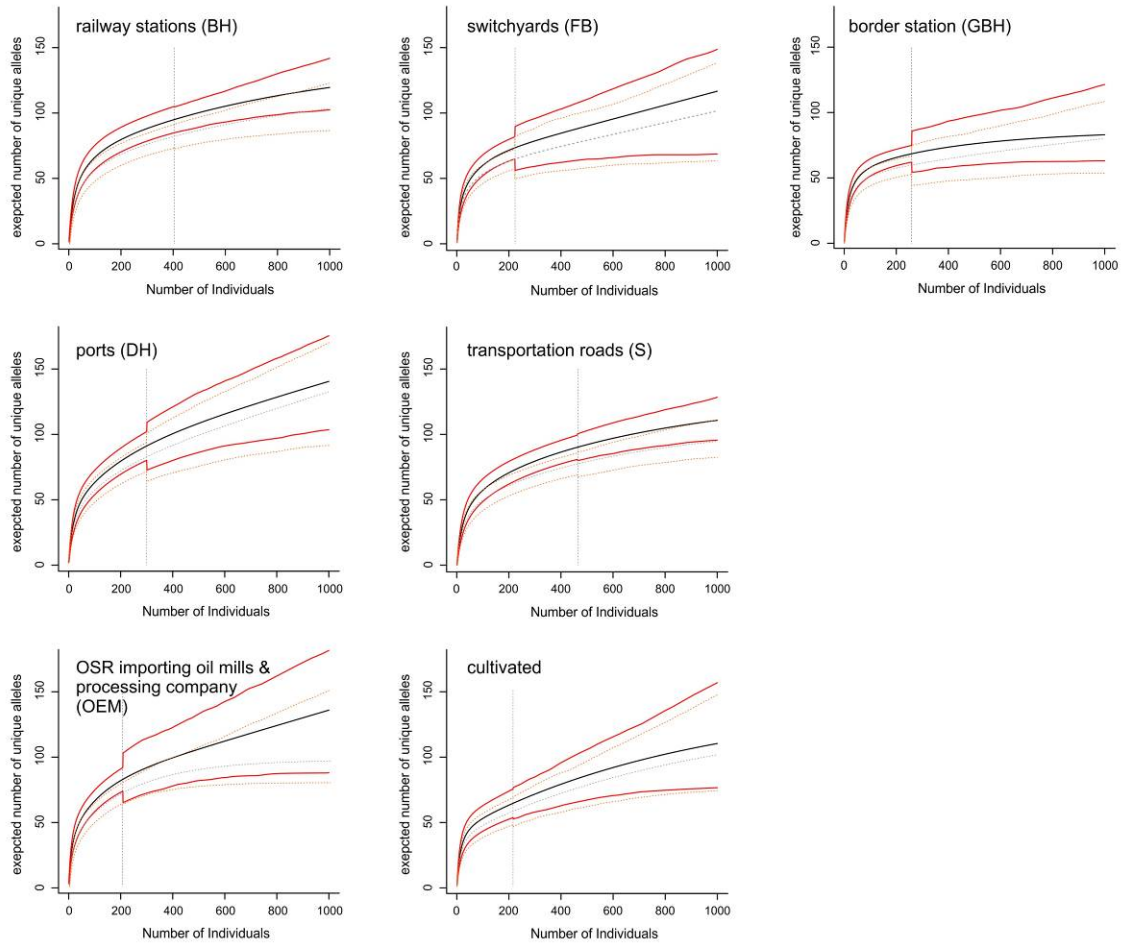 railway stations (BH)
exepcted number of unique alleles
0 50 100 150
0 200 400 600 800 1000
Number of Individuals
switchyards (FB)
exepcted number of unique alleles
0 50 100 150
0 200 400 600 800 1000
Number of Individuals
border station (GBH)
exepcted number of unique alleles
0 50 100 150
0 200 400 600 800 1000
Number of Individuals
ports (DH)
exepcted number of unique alleles
0 50 100 150
0 200 400 600 800 1000
Number of Individuals
transportation roads (S)
exepcted number of unique alleles
0 50 100 150
0 200 400 600 800 1000
Number of Individuals
OSR importing oil mills &
processing company
(OEM)
exepcted number of unique alleles
0 50 100 150
0 200 400 600 800 1000
Number of Individuals
cultivated
exepcted number of unique alleles
0 50 100 150
0 200 400 600 800 1000
Number of Individuals